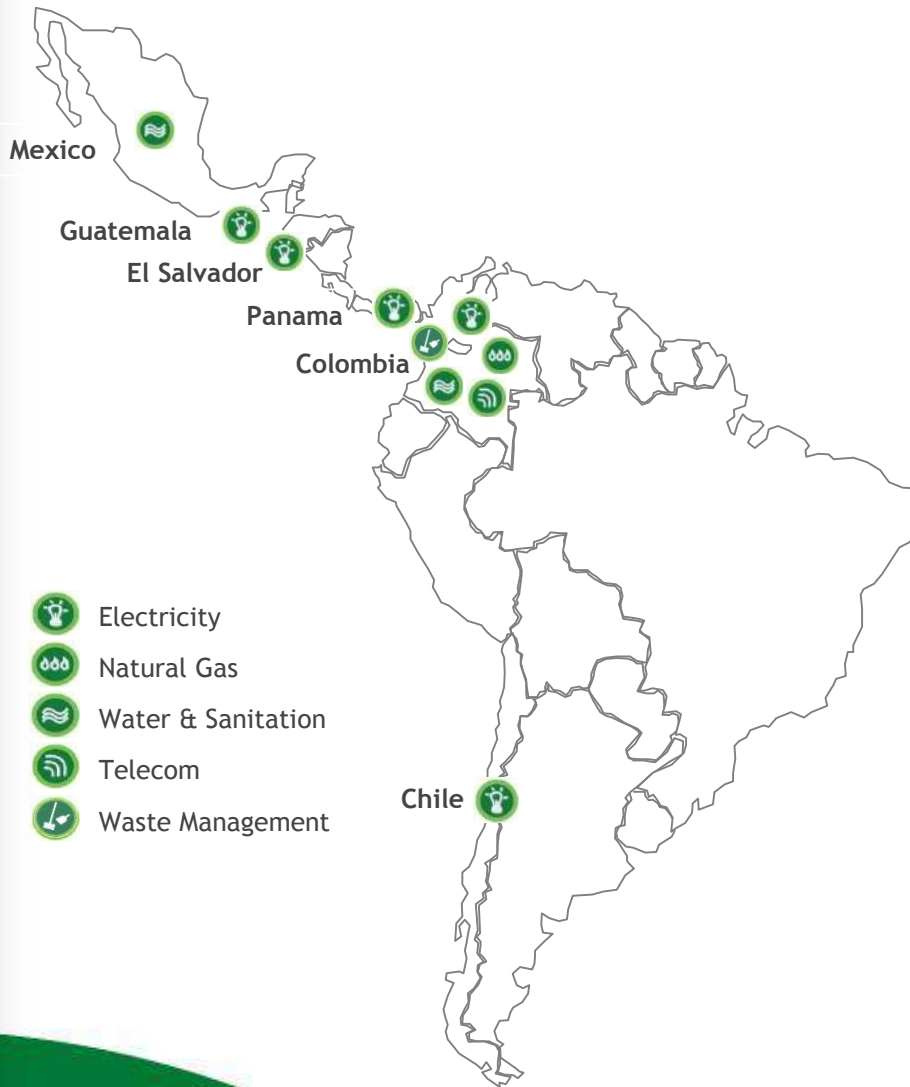 Mexico
Guatemala
El Salvador
Panama
Colombia
Electricity
Natural Gas
Water & Sanitation
Telecom
Waste Management
Chile